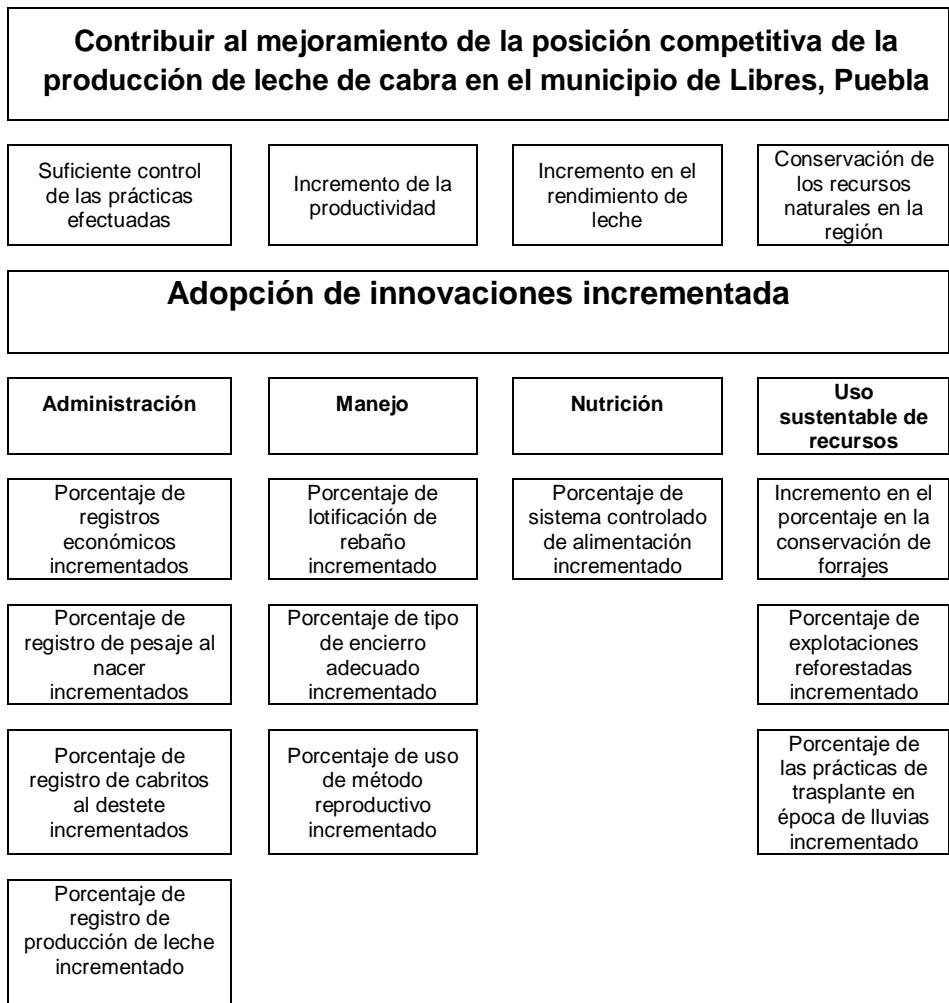 Contribuir al mejoramiento de la posición competitiva de la
producción de leche de cabra en el municipio de Libres, Puebla
Suficiente control
de las prácticas
efectuadas
Incremento de la
productividad
Incremento en el
rendimiento de
leche
Conservación de
los recursos
naturales en la
región
Adopción de innovaciones incrementada
Administración
Manejo
Nutrición
Uso
sustentable de
recursos
Porcentaje de
registros
económicos
incrementados
Porcentaje de
lotificación de
rebaño
incrementado
Porcentaje de
sistema controlado
de alimentación
incrementado
Incremento en el
porcentaje en la
conservación de
forrajes
Porcentaje de
registro de pesaje al
nacer
incrementados
Porcentaje de tipo
de encierro
adecuado
incrementado
Porcentaje de
explotaciones
reforestadas
incrementado
Porcentaje de
registro de cabritos
al destete
incrementados
Porcentaje de uso
de método
reproductivo
incrementado
Porcentaje de
las prácticas de
trasplante en
época de lluvias
incrementado
Porcentaje de
registro de
producción de leche
incrementado